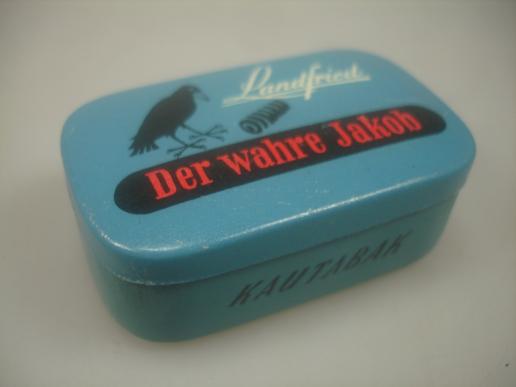 Landfried
Der wahre Jakob
KAUTABAK